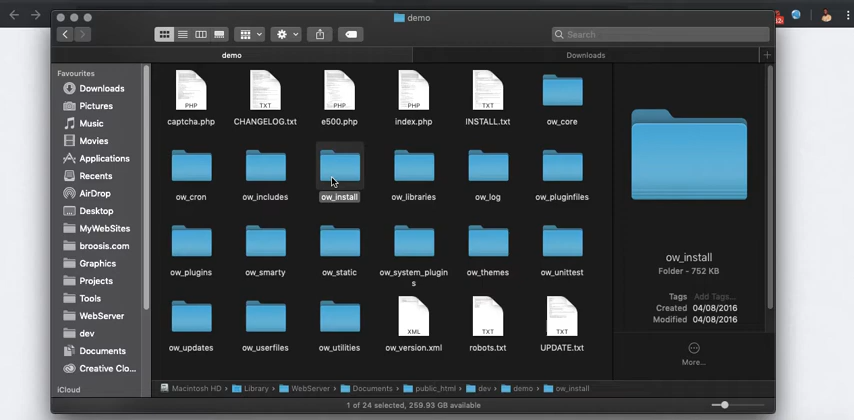 demo
Search
demo
Downloads
+
Favourites
Downloads
Pictures
Music
Movies
Applications
Recents
AirDrop
Desktop
MyWebSites
broosis.com
Graphics
Projects
Tools
WebServer
dev
Documents
Creative Clo...
iCloud
PHP
TXT
PHP
PHP
TXT
captcha.php
CHANGELOG.txt
e500.php
index.php
INSTALL.txt
ow_core
ow_cron
ow_includes
ow_install
ow_libraries
ow_log
ow_pluginfiles
ow_plugins
ow_smarty
ow_static
ow_system_plugin
s
ow_themes
ow_unittest
XML
TXT
TXT
ow_updates
ow_userfiles
ow_utilities
ow_version.xml
robots.txt
UPDATE.txt
ow_install
Folder - 752 KB
Tags Add Tags...
Created 04/08/2016
Modified 04/08/2016
More...
Macintosh HD › Library › WebServer › Documents › public_html › dev › demo › ow_install
1 of 24 selected, 259.93 GB available